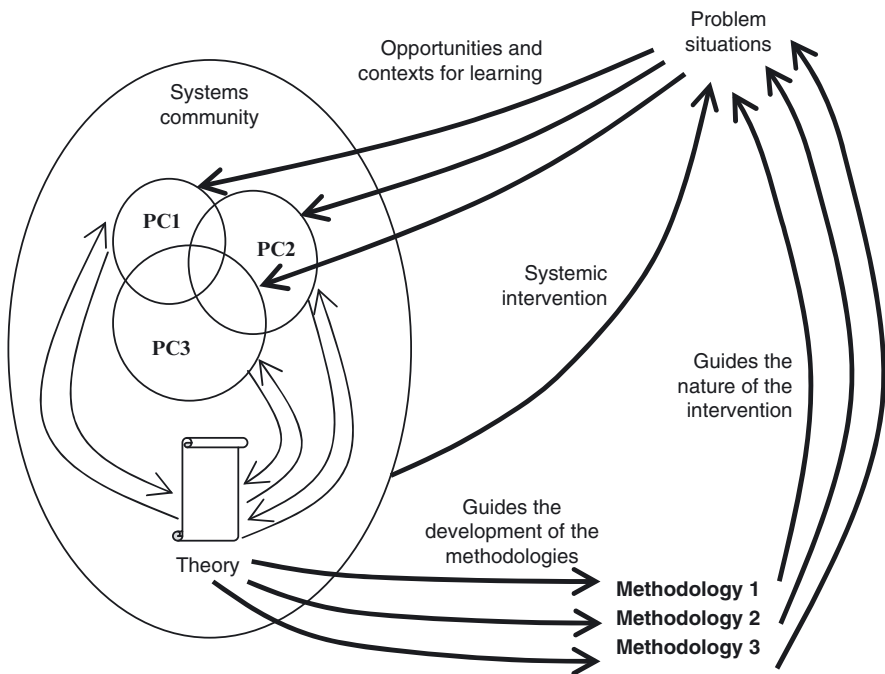 Problem
situations
Opportunities and
contexts for learning
Systems
community
PC1
PC2
PC3
Systemic
intervention
Guides the
nature of the
intervention
Guides the
development of the
methodologies
Theory
Methodology 1
Methodology 2
Methodology 3